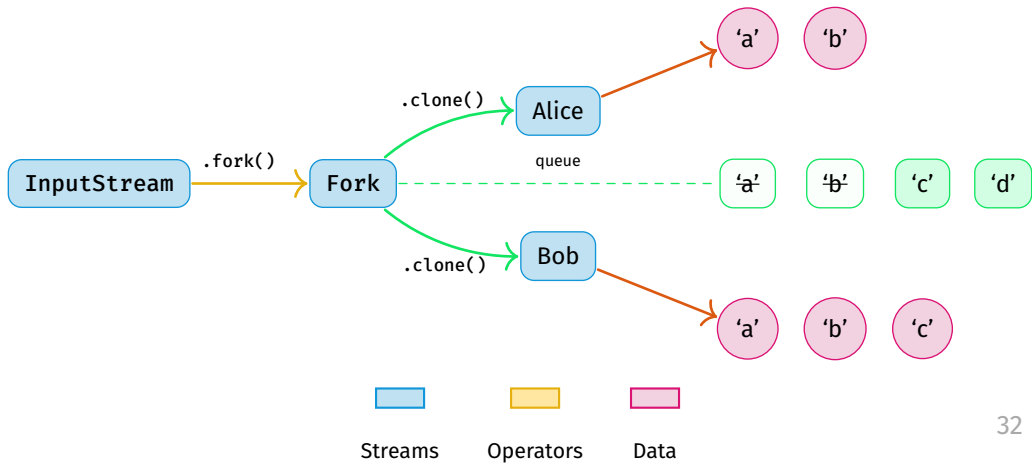 ‘a’ ‘b’
.clone()
Alice
.fork()
queue
InputStream
Fork
‘a’ ‘b’ ‘c’ ‘d’
.clone()
Bob
‘a’ ‘b’ ‘c’
Streams Operators Data
32